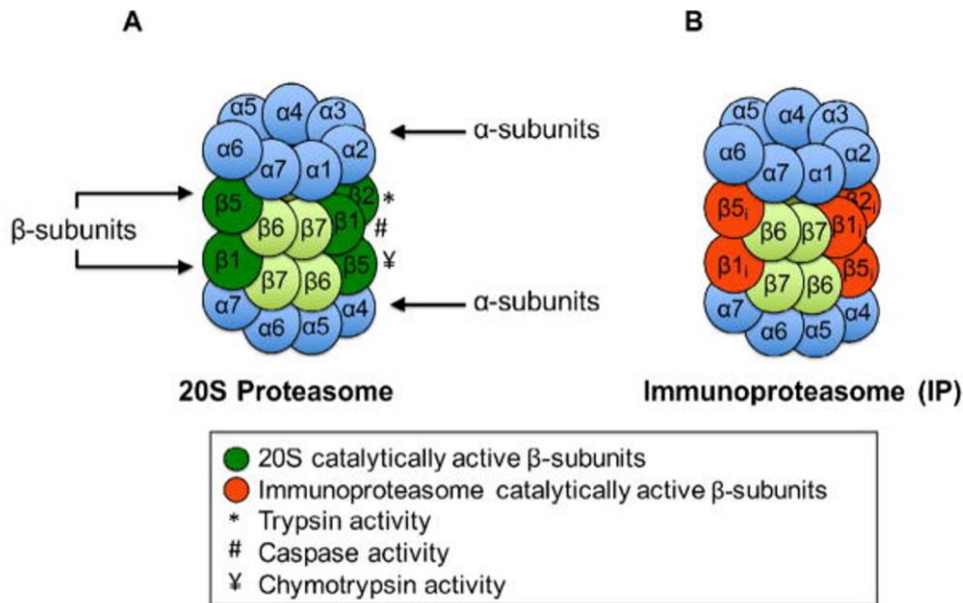 A
B
α5 α4 α3
α6 α7 α1 α2
β5 β6 β7 β1 β2 *
#
β1 β7 β6 β5 ¥
α7 α6 α5 α4
α-subunits
β-subunits
α-subunits
20S Proteasome
α5 α4 α3
α6 α7 α1 α2
β5i β6 β7 β1i β2i
β1i β7 β6 β5i
α7 α6 α5 α4
Immunoproteasome (IP)
20S catalytically active β-subunits
Immunoproteasome catalytically active β-subunits
* Trypsin activity
# Caspase activity
¥ Chymotrypsin activity